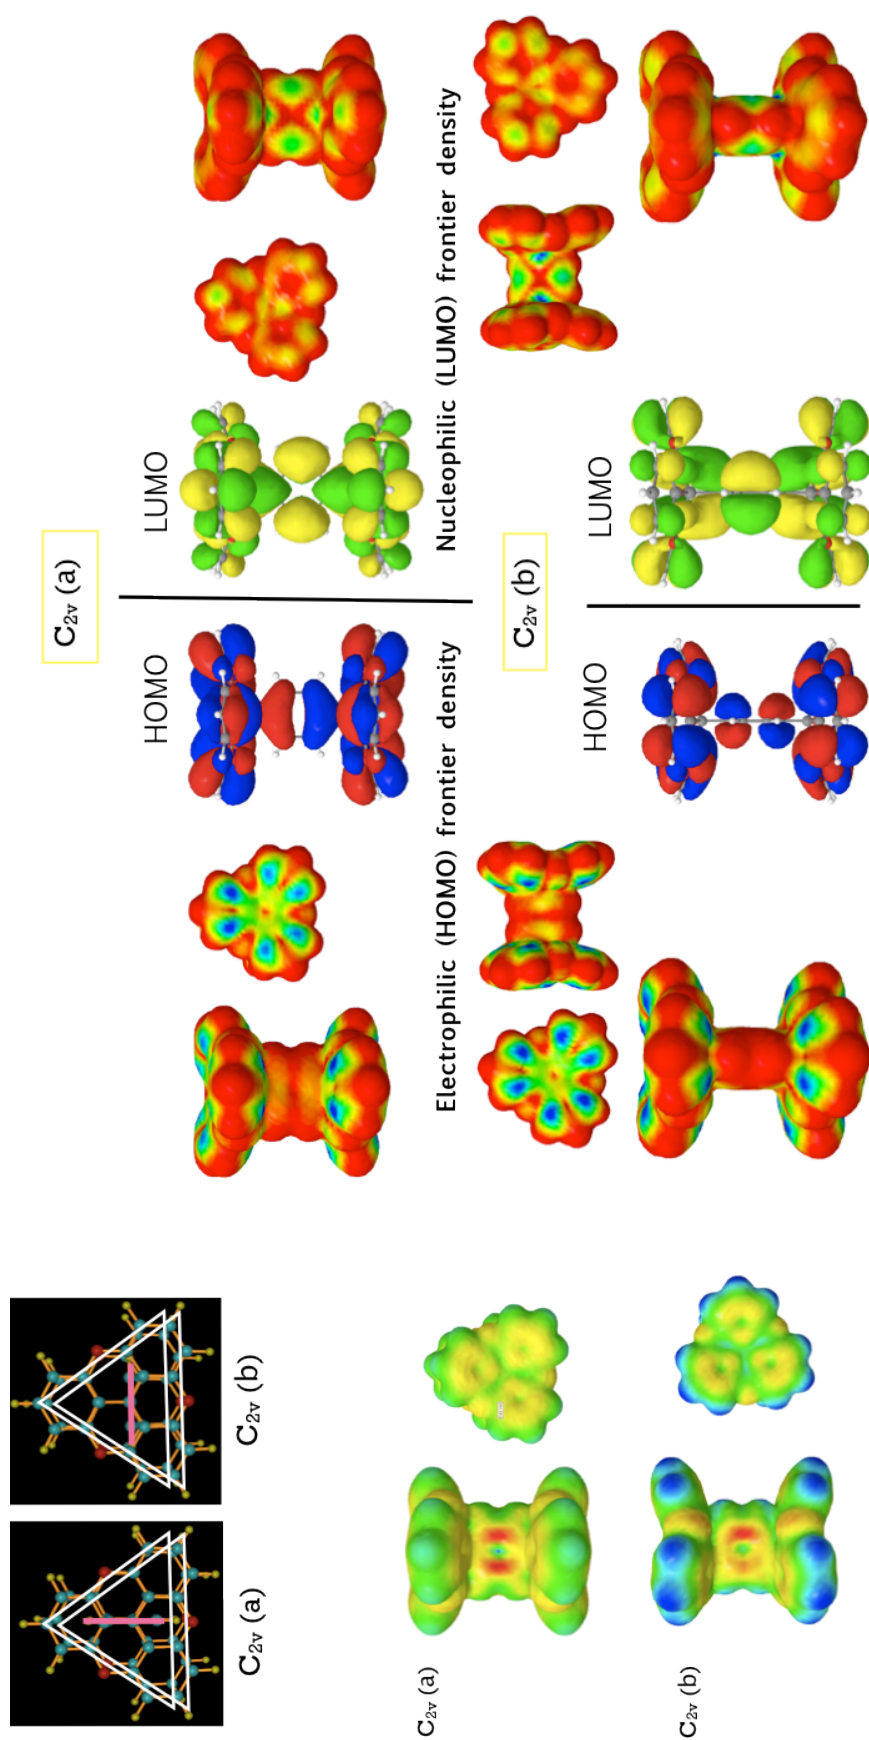 C₂ᵥ (a)
C₂ᵥ (b)
C₂ᵥ (a)
C₂ᵥ (b)
C₂ᵥ (a)
HOMO
LUMO
Electrophilic (HOMO) frontier density
Nucleophilic (LUMO) frontier density
C₂ᵥ (b)
HOMO
LUMO